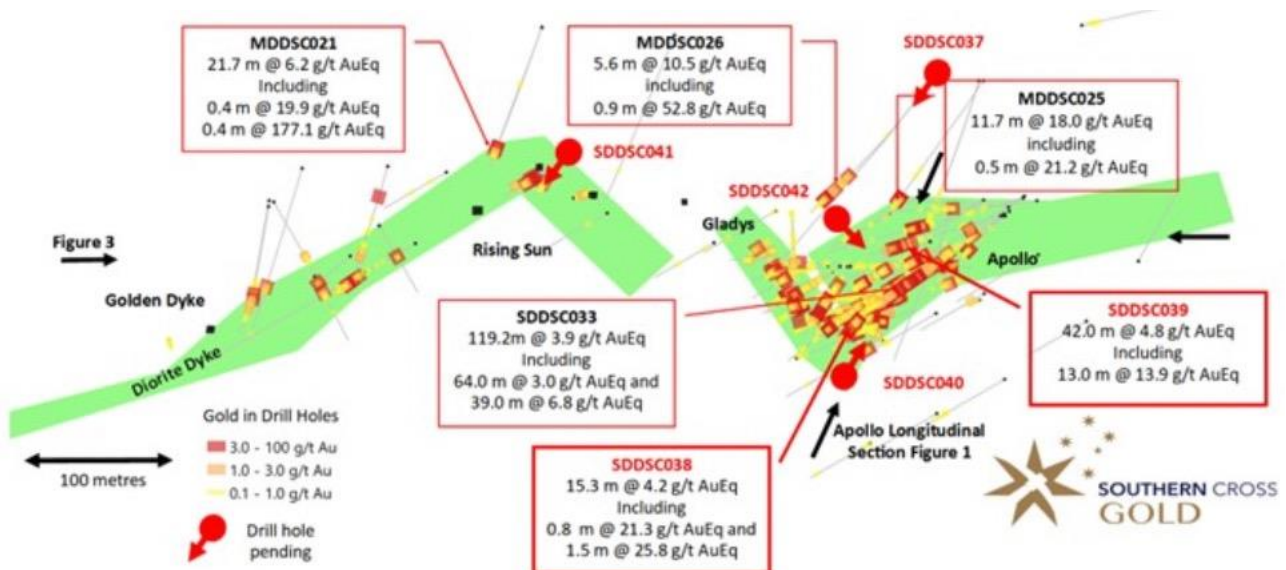 MDDSC021
21.7 m @ 6.2 g/t AuEq
Including
0.4 m @ 19.9 g/t AuEq
0.4 m @ 177.1 g/t AuEq
MDDSC026
5.6 m @ 10.5 g/t AuEq
including
0.9 m @ 52.8 g/t AuEq
SDDSC037
MDDSC025
11.7 m @ 18.0 g/t AuEq
including
0.5 m @ 21.2 g/t AuEq
SDDSC041
SDDSC042
Gladys
Figure 3
Rising Sun
Apollo
Golden Dyke
SDDSC033
119.2m @ 3.9 g/t AuEq
Including
64.0 m @ 3.0 g/t AuEq and
39.0 m @ 6.8 g/t AuEq
SDDSC039
42.0 m @ 4.8 g/t AuEq
Including
13.0 m @ 13.9 g/t AuEq
Diorite Dyke
SDDSC040
Gold in Drill Holes
3.0 - 100 g/t Au
1.0 - 3.0 g/t Au
0.1 - 1.0 g/t Au
100 metres
Drill hole
pending
Apollo Longitudinal
Section Figure 1
SDDSC038
15.3 m @ 4.2 g/t AuEq
Including
0.8 m @ 21.3 g/t AuEq and
1.5 m @ 25.8 g/t AuEq
SOUTHERN CROSS
GOLD